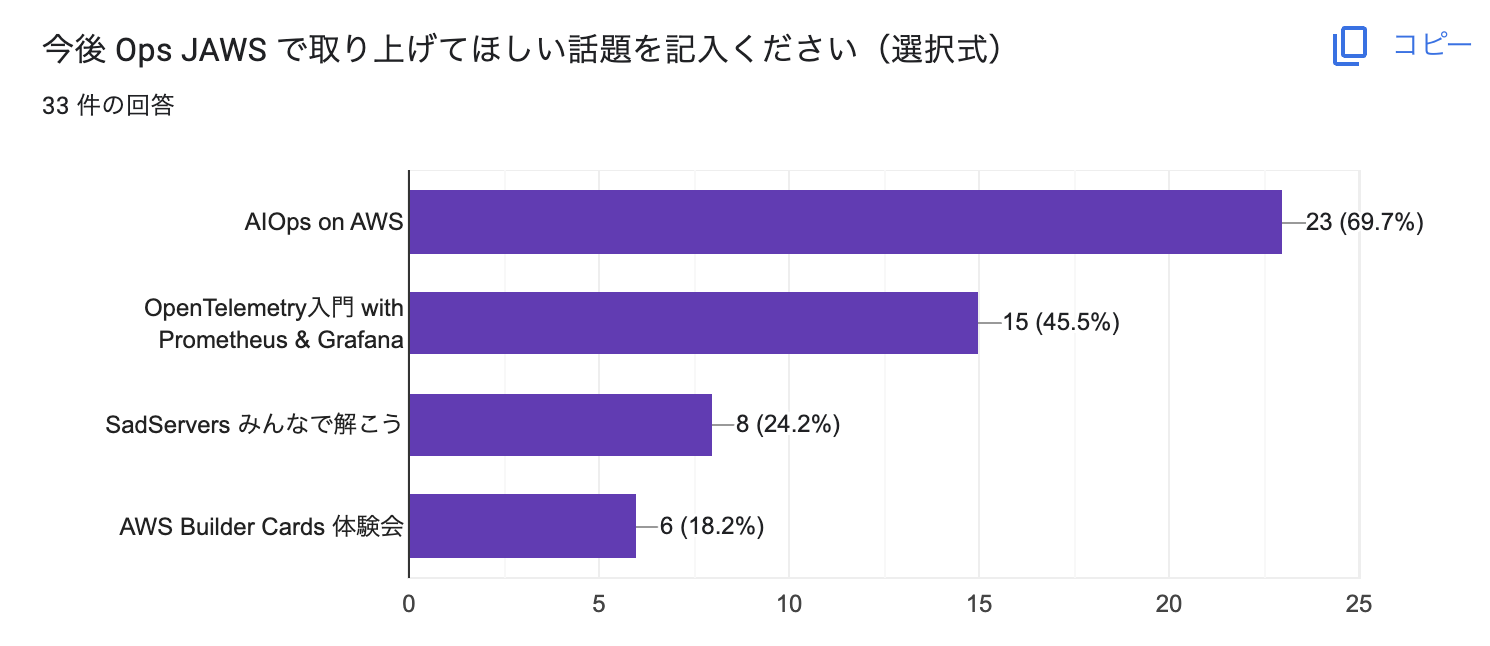 今後 Ops JAWS で取り上げてほしい話題を記入ください（選択式）
コピー
33 件の回答
AIOps on AWS
23 (69.7%)
OpenTelemetry入門 with
Prometheus & Grafana
15 (45.5%)
SadServers みんなで解こう
8 (24.2%)
AWS Builder Cards 体験会
6 (18.2%)
0 5 10 15 20 25